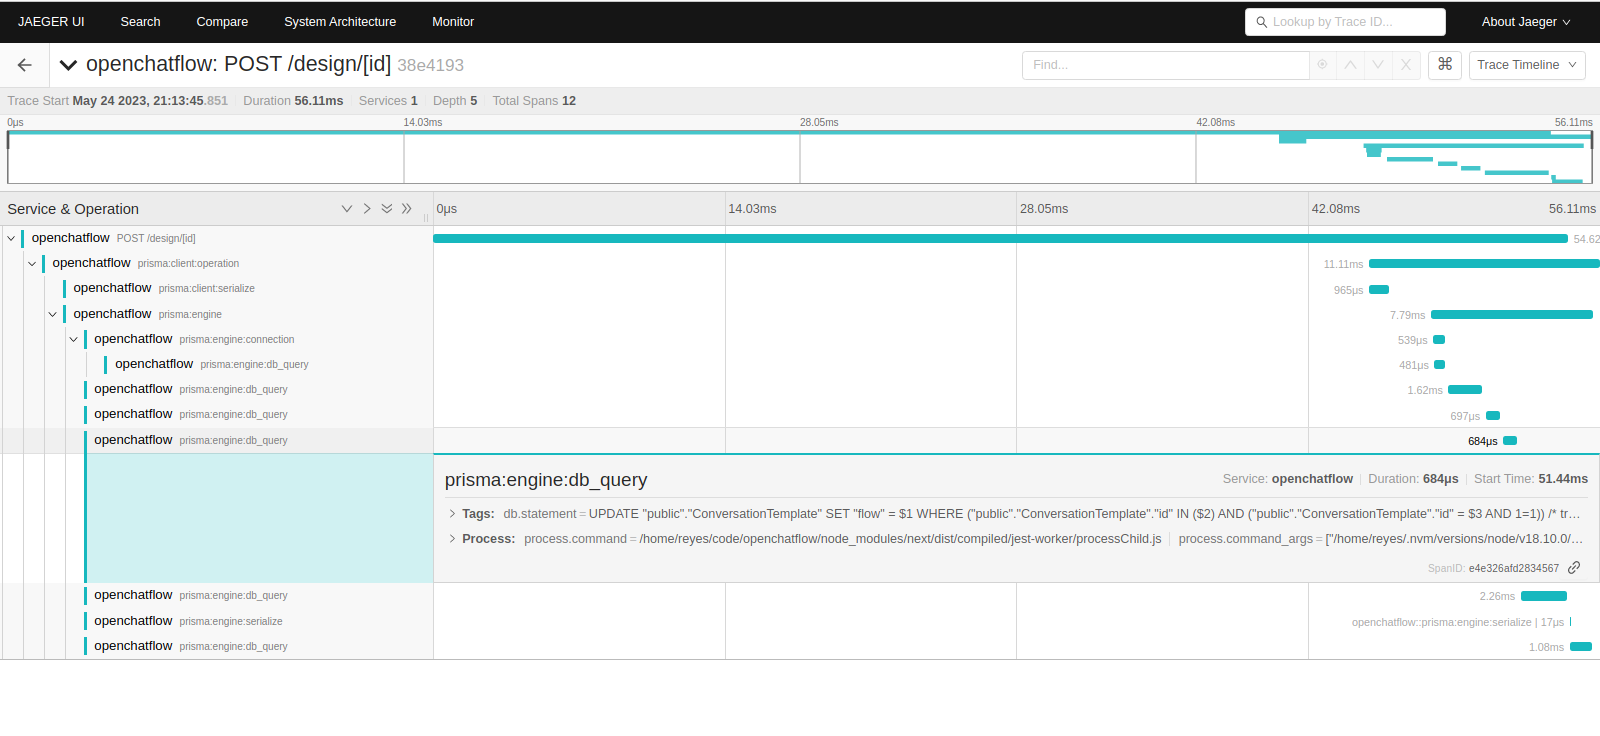 JAEGER UI Search Compare System Architecture Monitor Lookup by Trace ID... About Jaeger
openchatflow: POST /design/[id] 38e4193 Find... ⌘ Trace Timeline
Trace Start May 24 2023, 21:13:45.851 Duration 56.11ms Services 1 Depth 5 Total Spans 12
0μs 14.03ms 28.05ms 42.08ms 56.11ms
Service & Operation 0μs 14.03ms 28.05ms 42.08ms 56.11ms
openchatflow POST /design/[id] 54.62
openchatflow prisma:client:operation 11.11ms
openchatflow prisma:client:serialize 965μs
openchatflow prisma:engine 7.79ms
openchatflow prisma:engine:connection 539μs
openchatflow prisma:engine:db_query 481μs
openchatflow prisma:engine:db_query 1.62ms
openchatflow prisma:engine:db_query 697μs
openchatflow prisma:engine:db_query 684μs
prisma:engine:db_query Service: openchatflow Duration: 684μs Start Time: 51.44ms
Tags: db.statement = UPDATE "public"."ConversationTemplate" SET "flow" = $1 WHERE ("public"."ConversationTemplate"."id" IN ($2) AND ("public"."ConversationTemplate"."id" = $3 AND 1=1)) /* tr…
Process: process.command = /home/reyes/code/openchatflow/node_modules/next/dist/compiled/jest-worker/processChild.js process.command_args = ["/home/reyes/.nvm/versions/node/v18.10.0/…
SpanID: e4e326afd2834567
openchatflow prisma:engine:db_query 2.26ms
openchatflow prisma:engine:serialize openchatflow::prisma:engine:serialize | 17μs
openchatflow prisma:engine:db_query 1.08ms